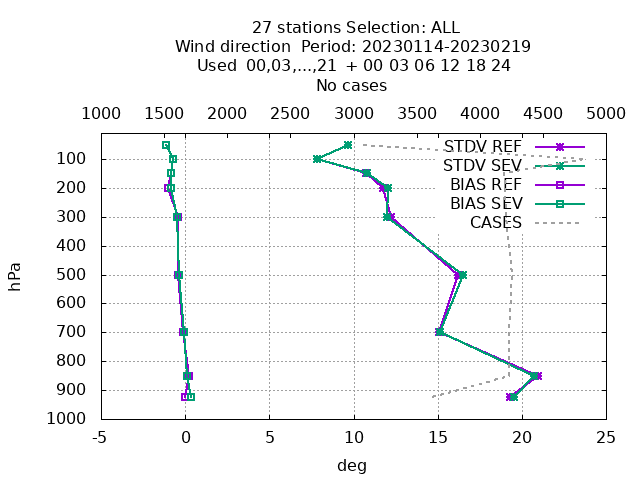 27 stations Selection: ALL
Wind direction  Period: 20230114-20230219
Used  00,03,...,21  + 00 03 06 12 18 24
No cases
1000 1500 2000 2500 3000 3500 4000 4500 5000
STDV REF
STDV SEV
BIAS REF
BIAS SEV
CASES
hPa
100
200
300
400
500
600
700
800
900
1000
-5 0 5 10 15 20 25
deg